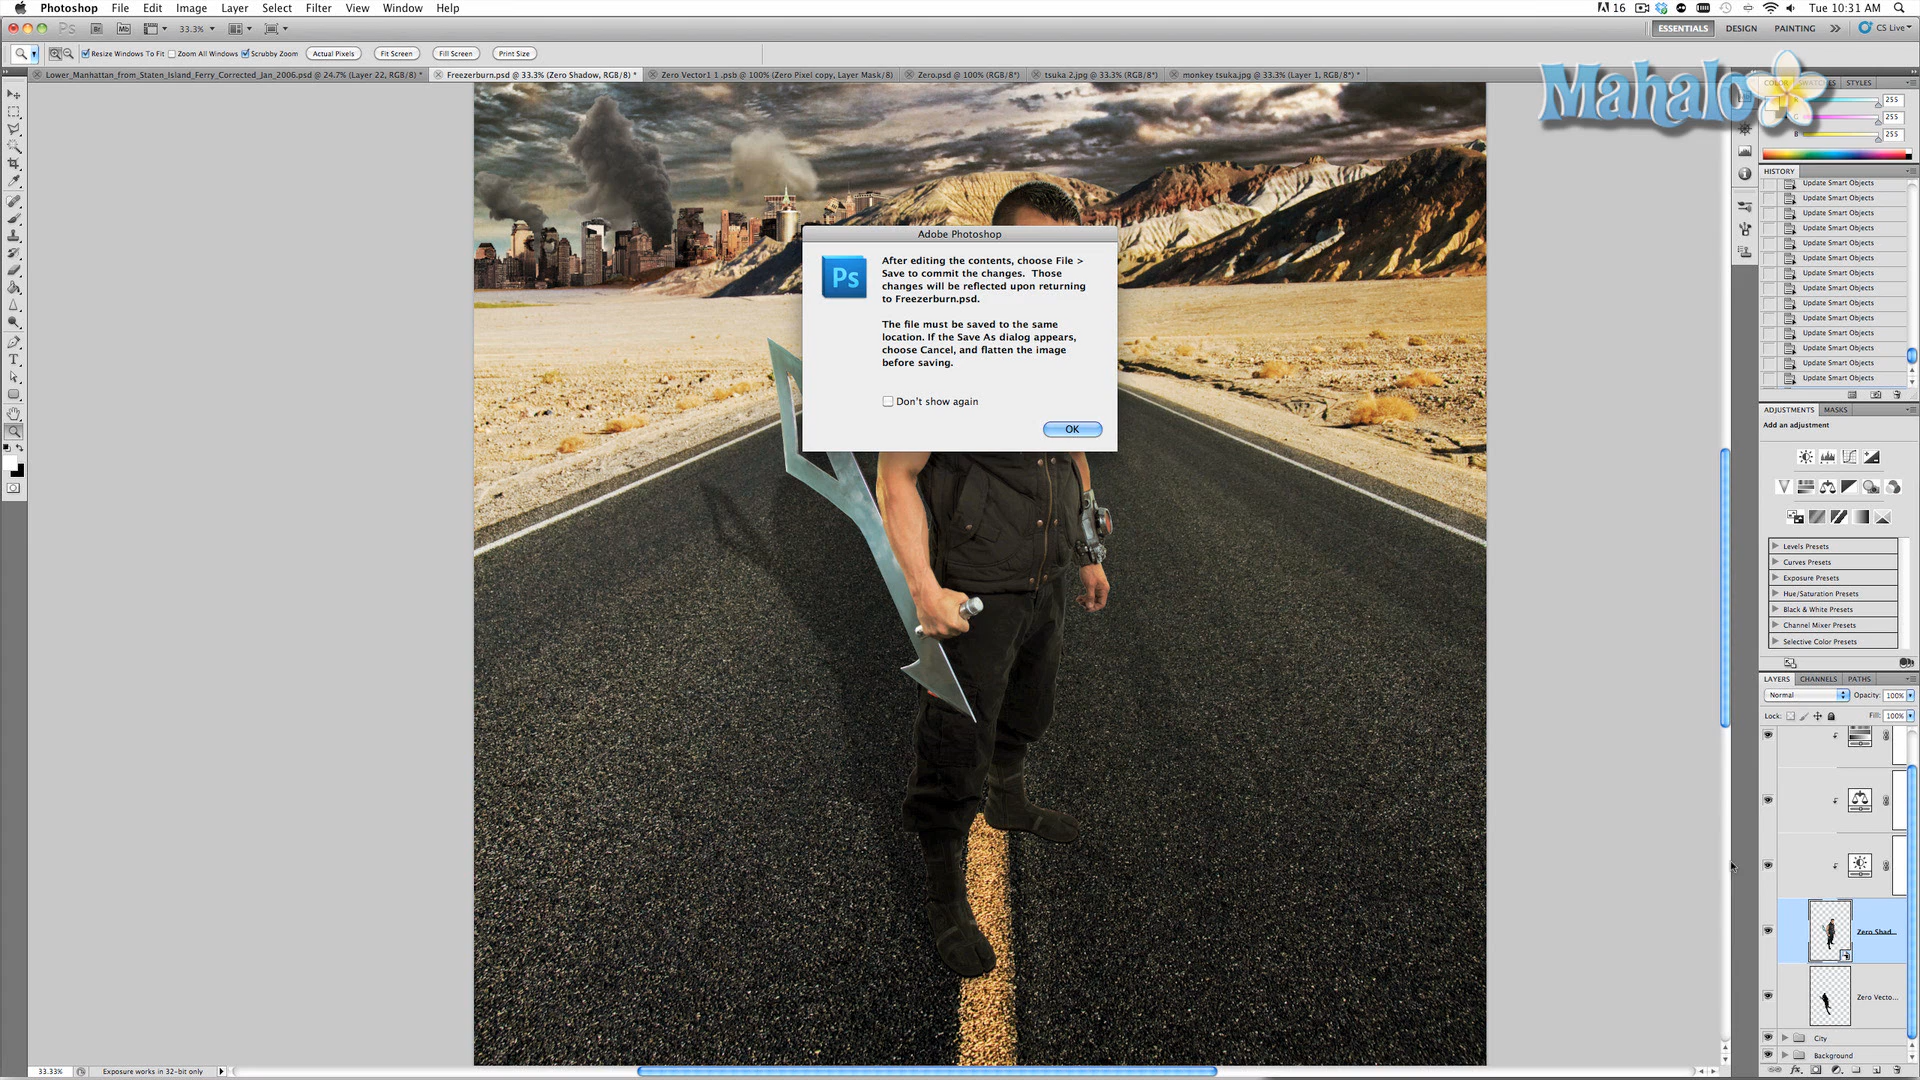 Photoshop File Edit Image Layer Select Filter View Window Help
16 Tue 10:31 AM
Ps Br Mb 33.3% ESSENTIALS DESIGN PAINTING CS Live
Resize Windows To Fit Zoom All Windows Scrubby Zoom Actual Pixels Fit Screen Fill Screen Print Size
Lower_Manhattan_from_Staten_Island_Ferry_Corrected_Jan_2006.psd @ 24.7% (Layer 22, RGB/8) *
Freezerburn.psd @ 33.3% (Zero Shadow, RGB/8) *
Zero Vector1 1 .psb @ 100% (Zero Pixel copy, Layer Mask/8)
Zero.psd @ 100% (RGB/8*)
tsuka 2.jpg @ 33.3% (RGB/8*)
monkey tsuka.jpg @ 33.3% (Layer 1, RGB/8*) *
Mahalo
COLOR SWATCHES STYLES
R 255
G 255
B 255
HISTORY
Update Smart Objects
Update Smart Objects
Update Smart Objects
Update Smart Objects
Update Smart Objects
Update Smart Objects
Update Smart Objects
Update Smart Objects
Update Smart Objects
Update Smart Objects
Update Smart Objects
Update Smart Objects
Update Smart Objects
Update Smart Objects
Adobe Photoshop
Ps
After editing the contents, choose File >
Save to commit the changes. Those
changes will be reflected upon returning
to Freezerburn.psd.
The file must be saved to the same
location. If the Save As dialog appears,
choose Cancel, and flatten the image
before saving.
Don't show again
OK
ADJUSTMENTS MASKS
Add an adjustment
Levels Presets
Curves Presets
Exposure Presets
Hue/Saturation Presets
Black & White Presets
Channel Mixer Presets
Selective Color Presets
LAYERS CHANNELS PATHS
Normal Opacity: 100%
Lock: Fill: 100%
Zero Shad...
Zero Vecto...
City
Background
33.33% Exposure works in 32-bit only